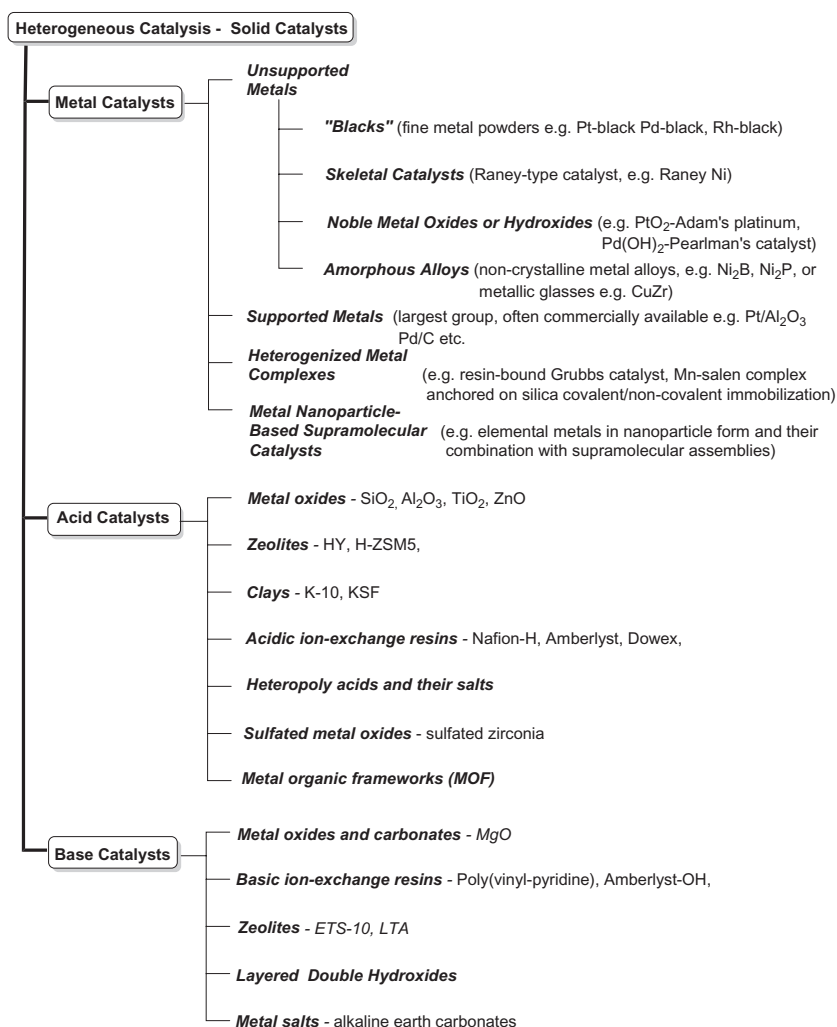 Heterogeneous Catalysis - Solid Catalysts
Metal Catalysts
Unsupported
Metals
"Blacks" (fine metal powders e.g. Pt-black Pd-black, Rh-black)
Skeletal Catalysts (Raney-type catalyst, e.g. Raney Ni)
Noble Metal Oxides or Hydroxides (e.g. PtO₂-Adam's platinum,
Pd(OH)₂-Pearlman's catalyst)
Amorphous Alloys (non-crystalline metal alloys, e.g. Ni₂B, Ni₂P, or
metallic glasses e.g. CuZr)
Supported Metals (largest group, often commercially available e.g. Pt/Al₂O₃
Pd/C etc.
Heterogenized Metal
Complexes (e.g. resin-bound Grubbs catalyst, Mn-salen complex
anchored on silica covalent/non-covalent immobilization)
Metal Nanoparticle-
Based Supramolecular (e.g. elemental metals in nanoparticle form and their
Catalysts combination with supramolecular assemblies)
Acid Catalysts
Metal oxides - SiO₂, Al₂O₃, TiO₂, ZnO
Zeolites - HY, H-ZSM5,
Clays - K-10, KSF
Acidic ion-exchange resins - Nafion-H, Amberlyst, Dowex,
Heteropoly acids and their salts
Sulfated metal oxides - sulfated zirconia
Metal organic frameworks (MOF)
Base Catalysts
Metal oxides and carbonates - MgO
Basic ion-exchange resins - Poly(vinyl-pyridine), Amberlyst-OH,
Zeolites - ETS-10, LTA
Layered Double Hydroxides
Metal salts - alkaline earth carbonates